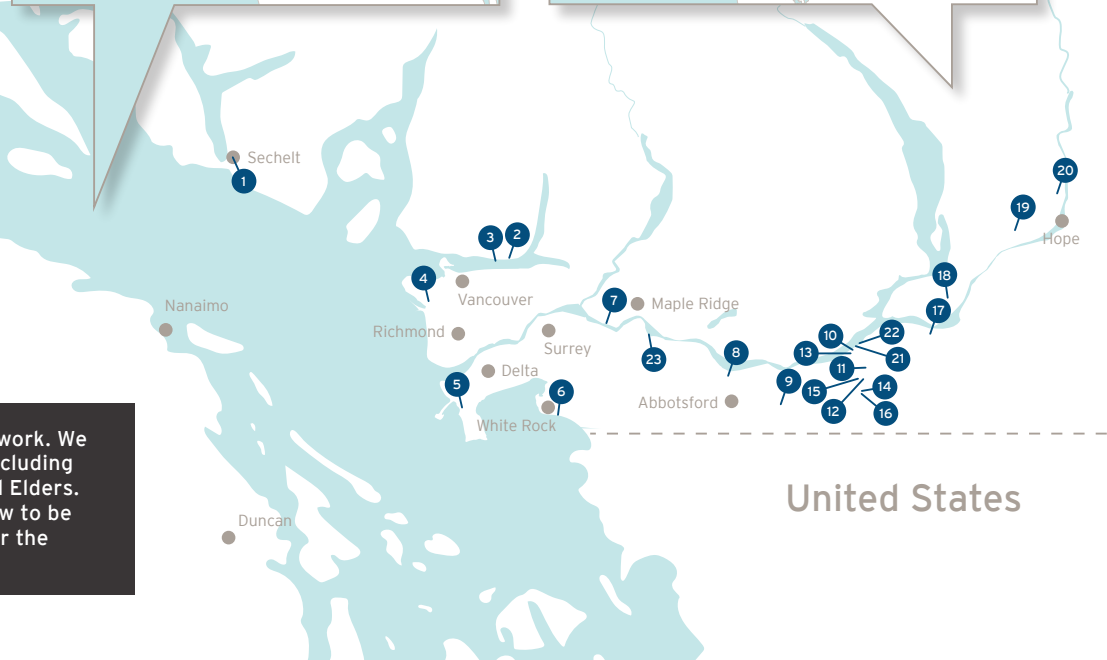 Sechelt
1
20
19
Hope
3
2
4
18
Vancouver
Nanaimo
7
Maple Ridge
17
Richmond
Surrey
10
22
13
21
23
8
11
Delta
5
6
9
15
14
Abbotsford
12
16
White Rock
work. We
cluding
l Elders.
w to be
r the
United States
Duncan